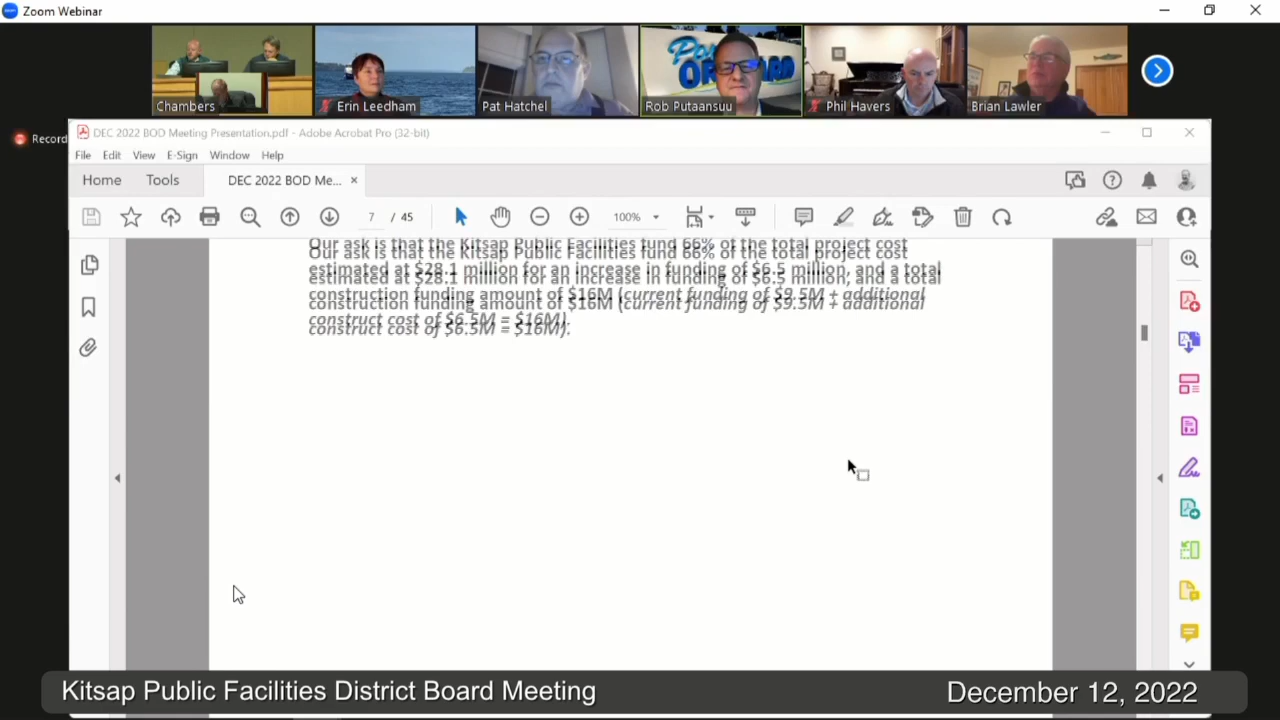 Zoom Webinar
Chambers
Erin Leedham
Pat Hatchel
Rob Putaansuu
Phil Havers
Brian Lawler
Record
DEC 2022 BOD Meeting Presentation.pdf - Adobe Acrobat Pro (32-bit)
File Edit View E-Sign Window Help
Home Tools DEC 2022 BOD Me... ×
7 / 45 100%
Our ask is that the Kitsap Public Facilities fund 66% of the total project cost
estimated at $28.1 million for an increase in funding of $6.5 million, and a total
construction funding amount of $16M (current funding of $9.5M + additional
construct cost of $6.5M = $16M).
Kitsap Public Facilities District Board Meeting
December 12, 2022